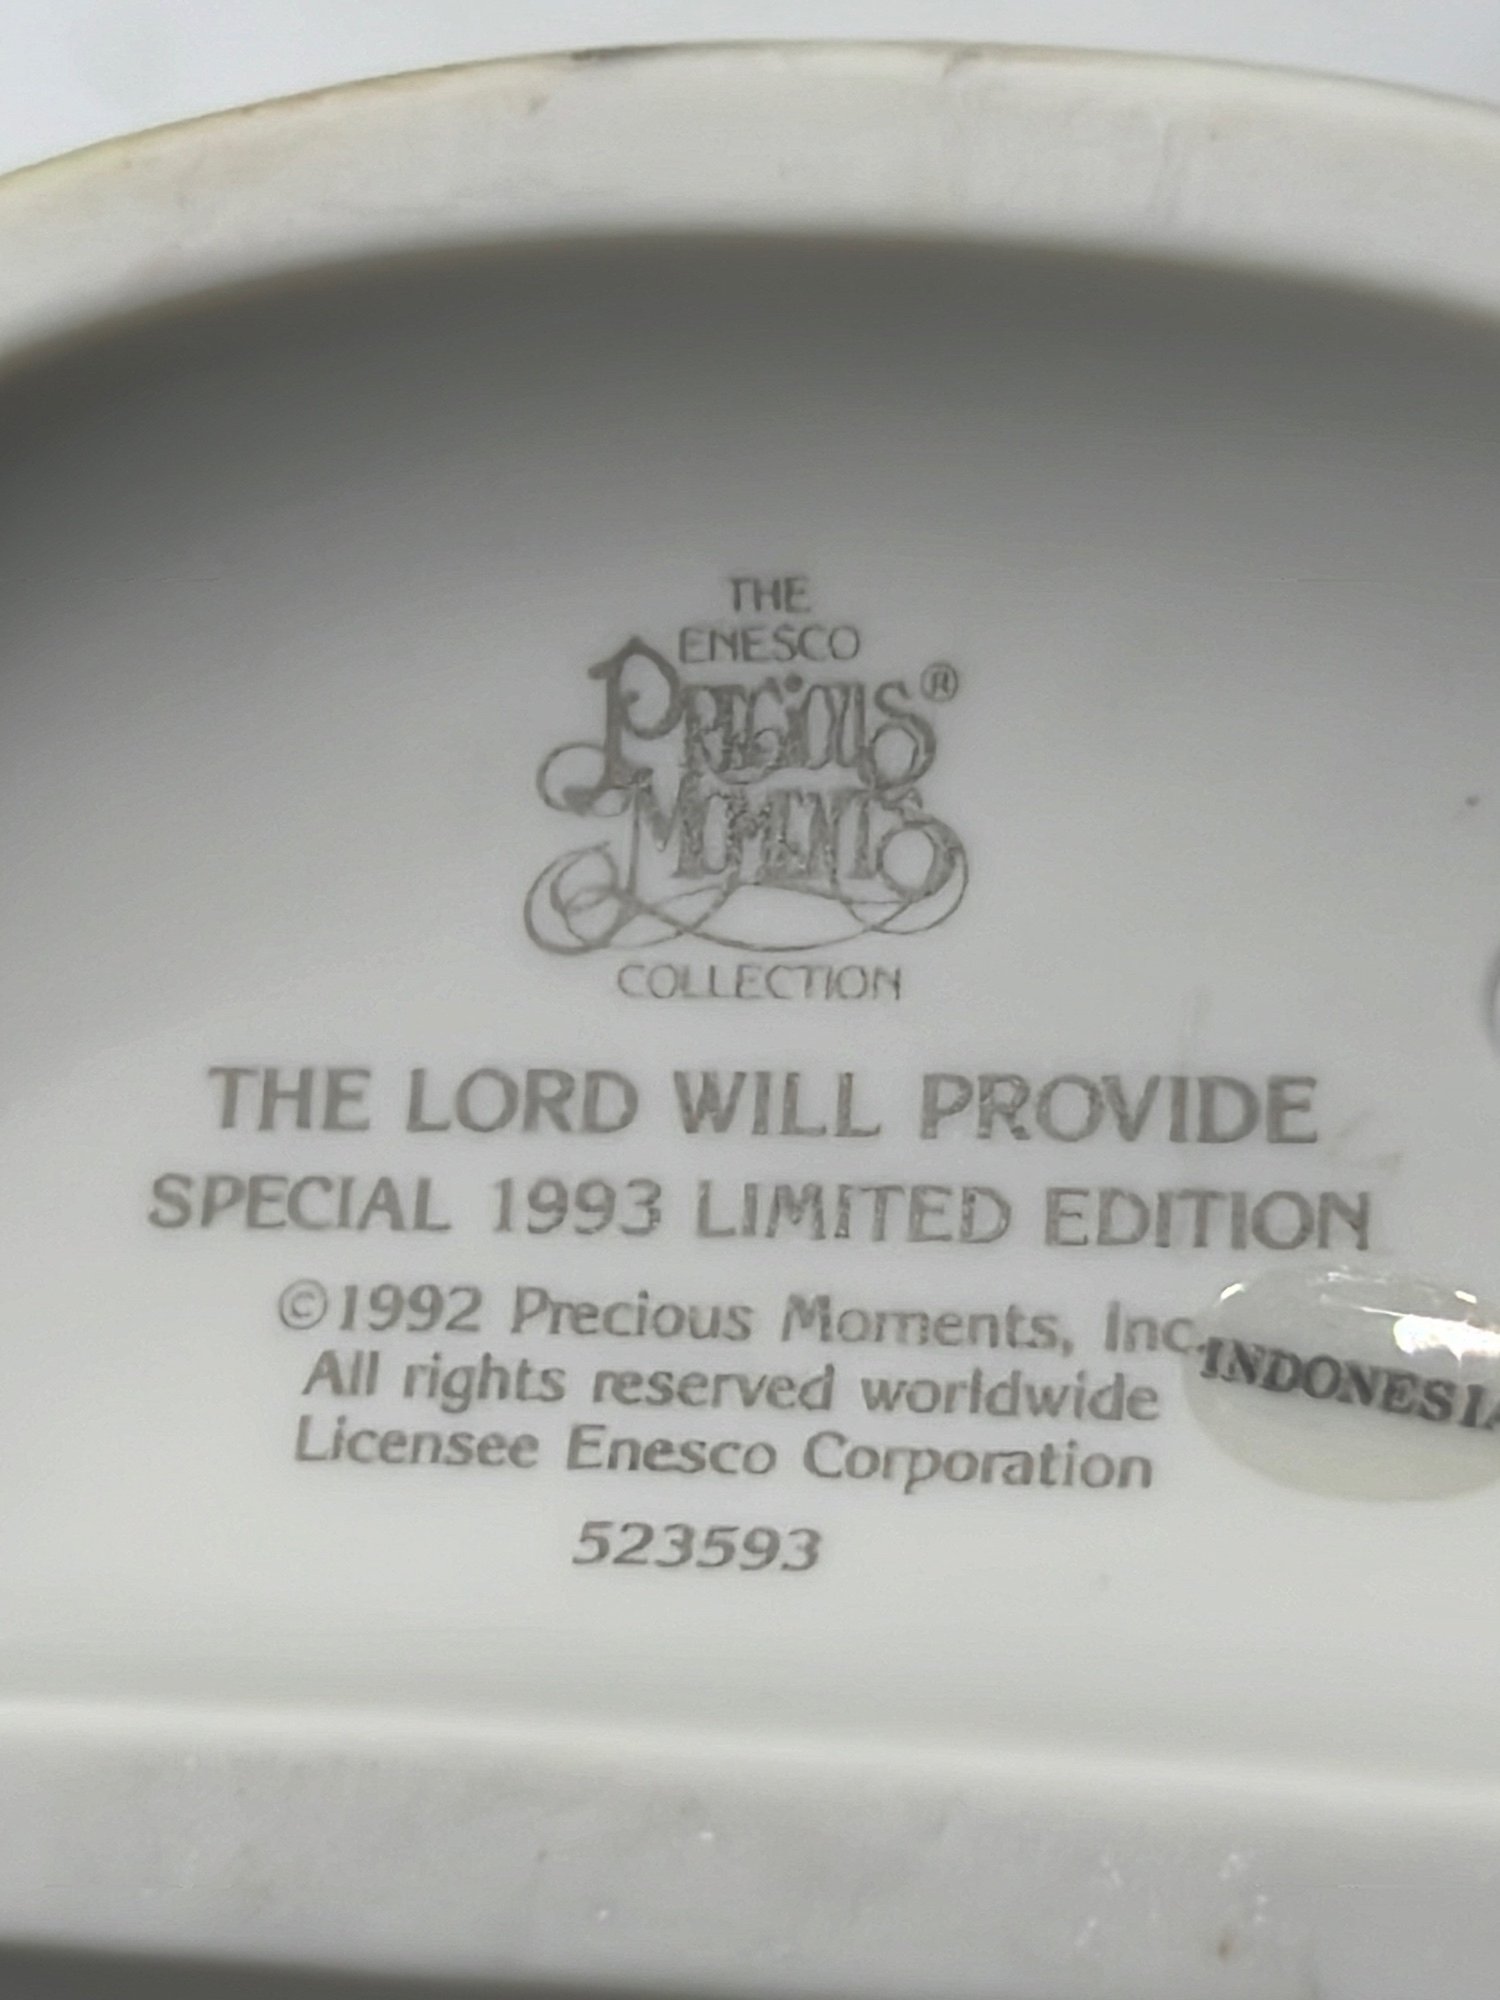 THE
ENESCO
PRECiOUS®
MOMENTS
COLLECTION
THE LORD WILL PROVIDE
SPECIAL 1993 LIMITED EDITION
©1992 Precious Moments, Inc.
INDONESIA
All rights reserved worldwide
Licensee Enesco Corporation
523593